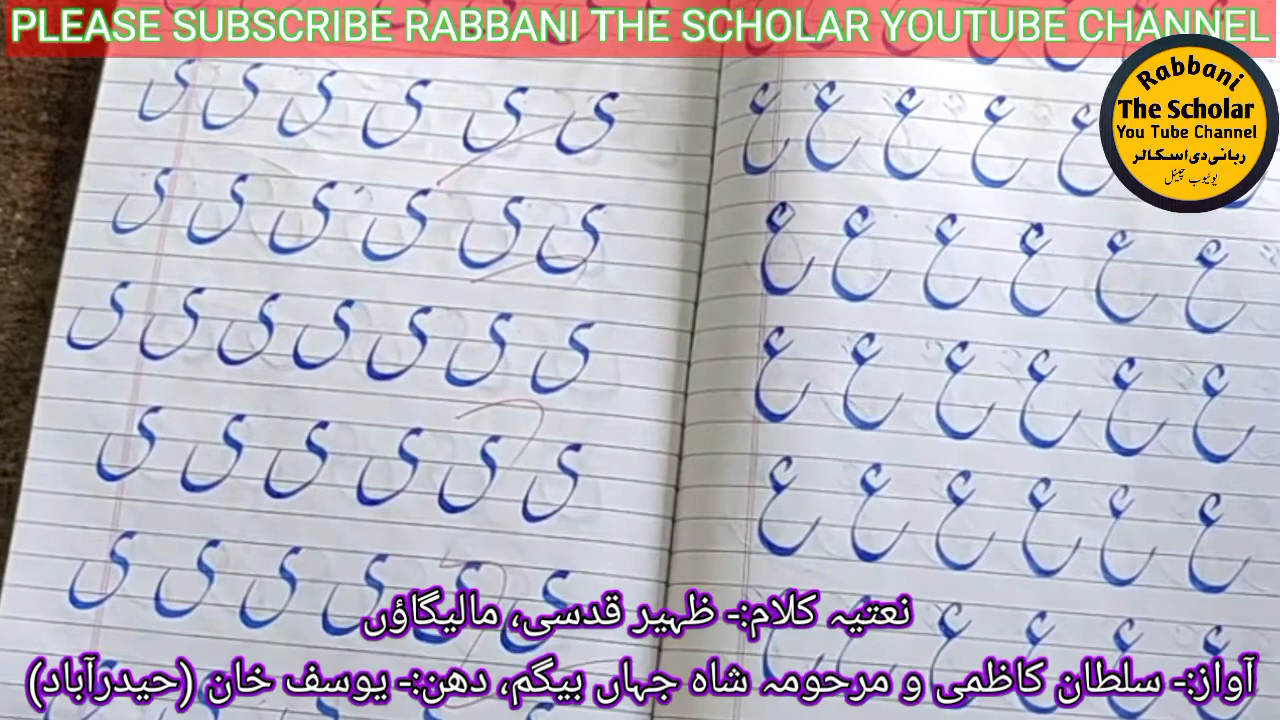 PLEASE SUBSCRIBE RABBANI THE SCHOLAR YOUTUBE CHANNEL
Rabbani
The Scholar
You Tube Channel
ربانی دی اسکالر
یوٹیوب چینل
ی ی ی ی ی ی
ی ی ی ی ی ی
ی ی ی ی ی ی ی
ی ی ی ی ی ی
ی ی ی ی ی ی
ع ع ع ع ع
ع ع ع ع ع ع
ع ع ع ع ع ع
ع ع ع ع ع ع
ع ع ع ع
نعتیہ کلام:- ظہیر قدسی، مالیگاؤں
آواز:- سلطان کاظمی و مرحومہ شاہ جہاں بیگم، دھن:- یوسف خان (حیدرآباد)